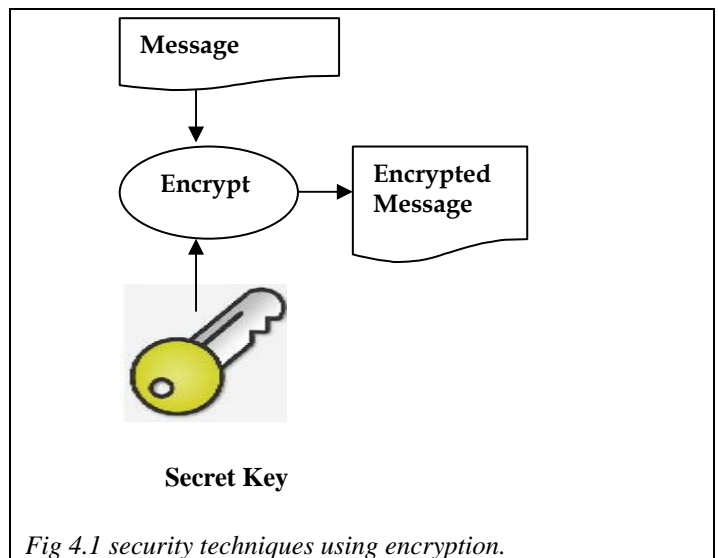 Message
Encrypt
Encrypted
Message
Secret Key
Fig 4.1 security techniques using encryption.